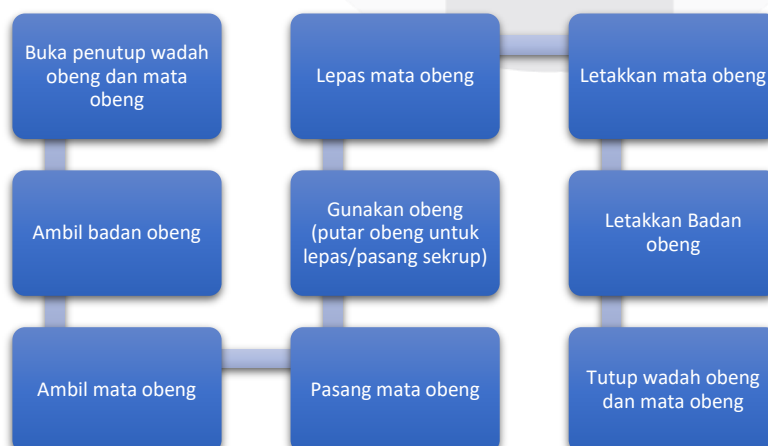 Buka penutup wadah
obeng dan mata
obeng
Ambil badan obeng
Ambil mata obeng
Pasang mata obeng
Gunakan obeng
(putar obeng untuk
lepas/pasang sekrup)
Lepas mata obeng
Letakkan mata obeng
Letakkan Badan
obeng
Tutup wadah obeng
dan mata obeng